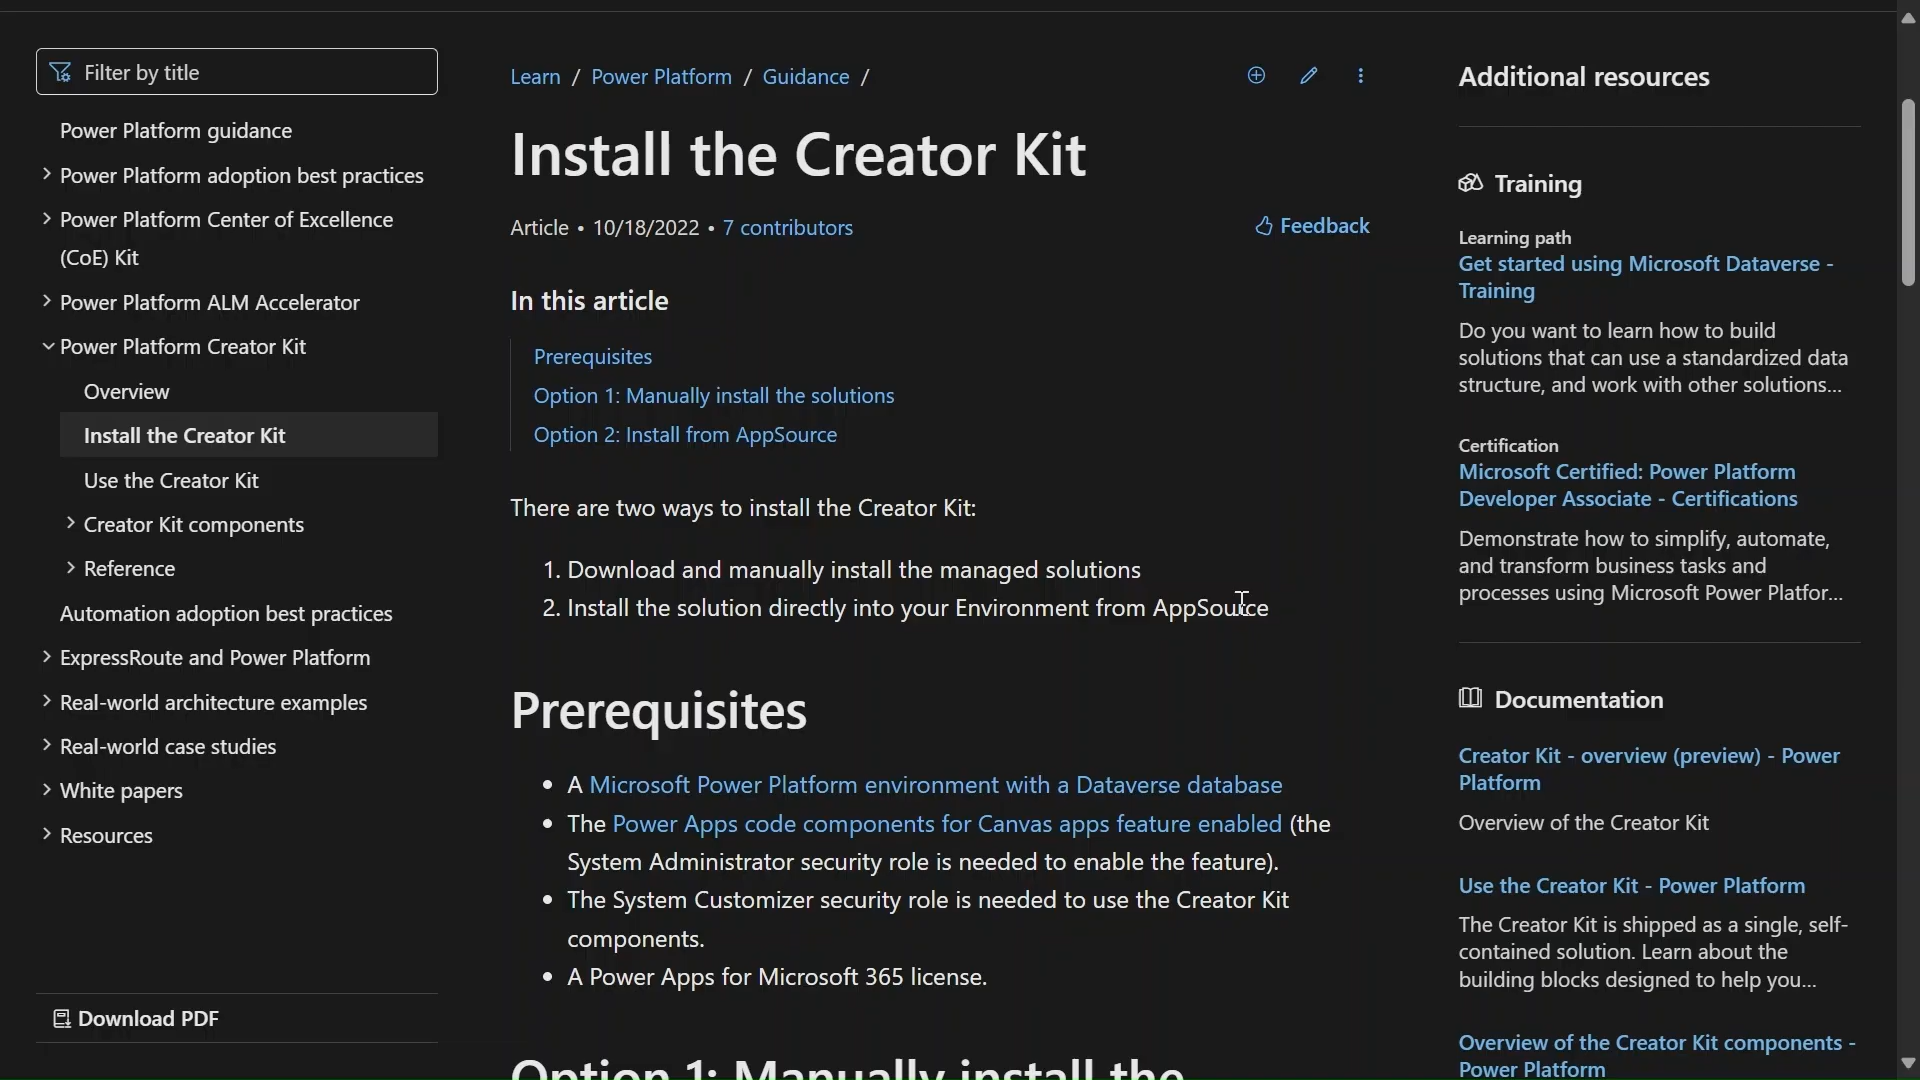 Filter by title
Power Platform guidance
Power Platform adoption best practices
Power Platform Center of Excellence
(CoE) Kit
Power Platform ALM Accelerator
Power Platform Creator Kit
Overview
Install the Creator Kit
Use the Creator Kit
Creator Kit components
Reference
Automation adoption best practices
ExpressRoute and Power Platform
Real-world architecture examples
Real-world case studies
White papers
Resources
Download PDF
Learn / Power Platform / Guidance /
Install the Creator Kit
Article • 10/18/2022 • 7 contributors
Feedback
In this article
Prerequisites
Option 1: Manually install the solutions
Option 2: Install from AppSource
There are two ways to install the Creator Kit:
1. Download and manually install the managed solutions
2. Install the solution directly into your Environment from AppSource
Prerequisites
• A Microsoft Power Platform environment with a Dataverse database
• The Power Apps code components for Canvas apps feature enabled (the
System Administrator security role is needed to enable the feature).
• The System Customizer security role is needed to use the Creator Kit
components.
• A Power Apps for Microsoft 365 license.
Option 1: Manually install the
Additional resources
Training
Learning path
Get started using Microsoft Dataverse -
Training
Do you want to learn how to build
solutions that can use a standardized data
structure, and work with other solutions...
Certification
Microsoft Certified: Power Platform
Developer Associate - Certifications
Demonstrate how to simplify, automate,
and transform business tasks and
processes using Microsoft Power Platfor...
Documentation
Creator Kit - overview (preview) - Power
Platform
Overview of the Creator Kit
Use the Creator Kit - Power Platform
The Creator Kit is shipped as a single, self-
contained solution. Learn about the
building blocks designed to help you...
Overview of the Creator Kit components -
Power Platform